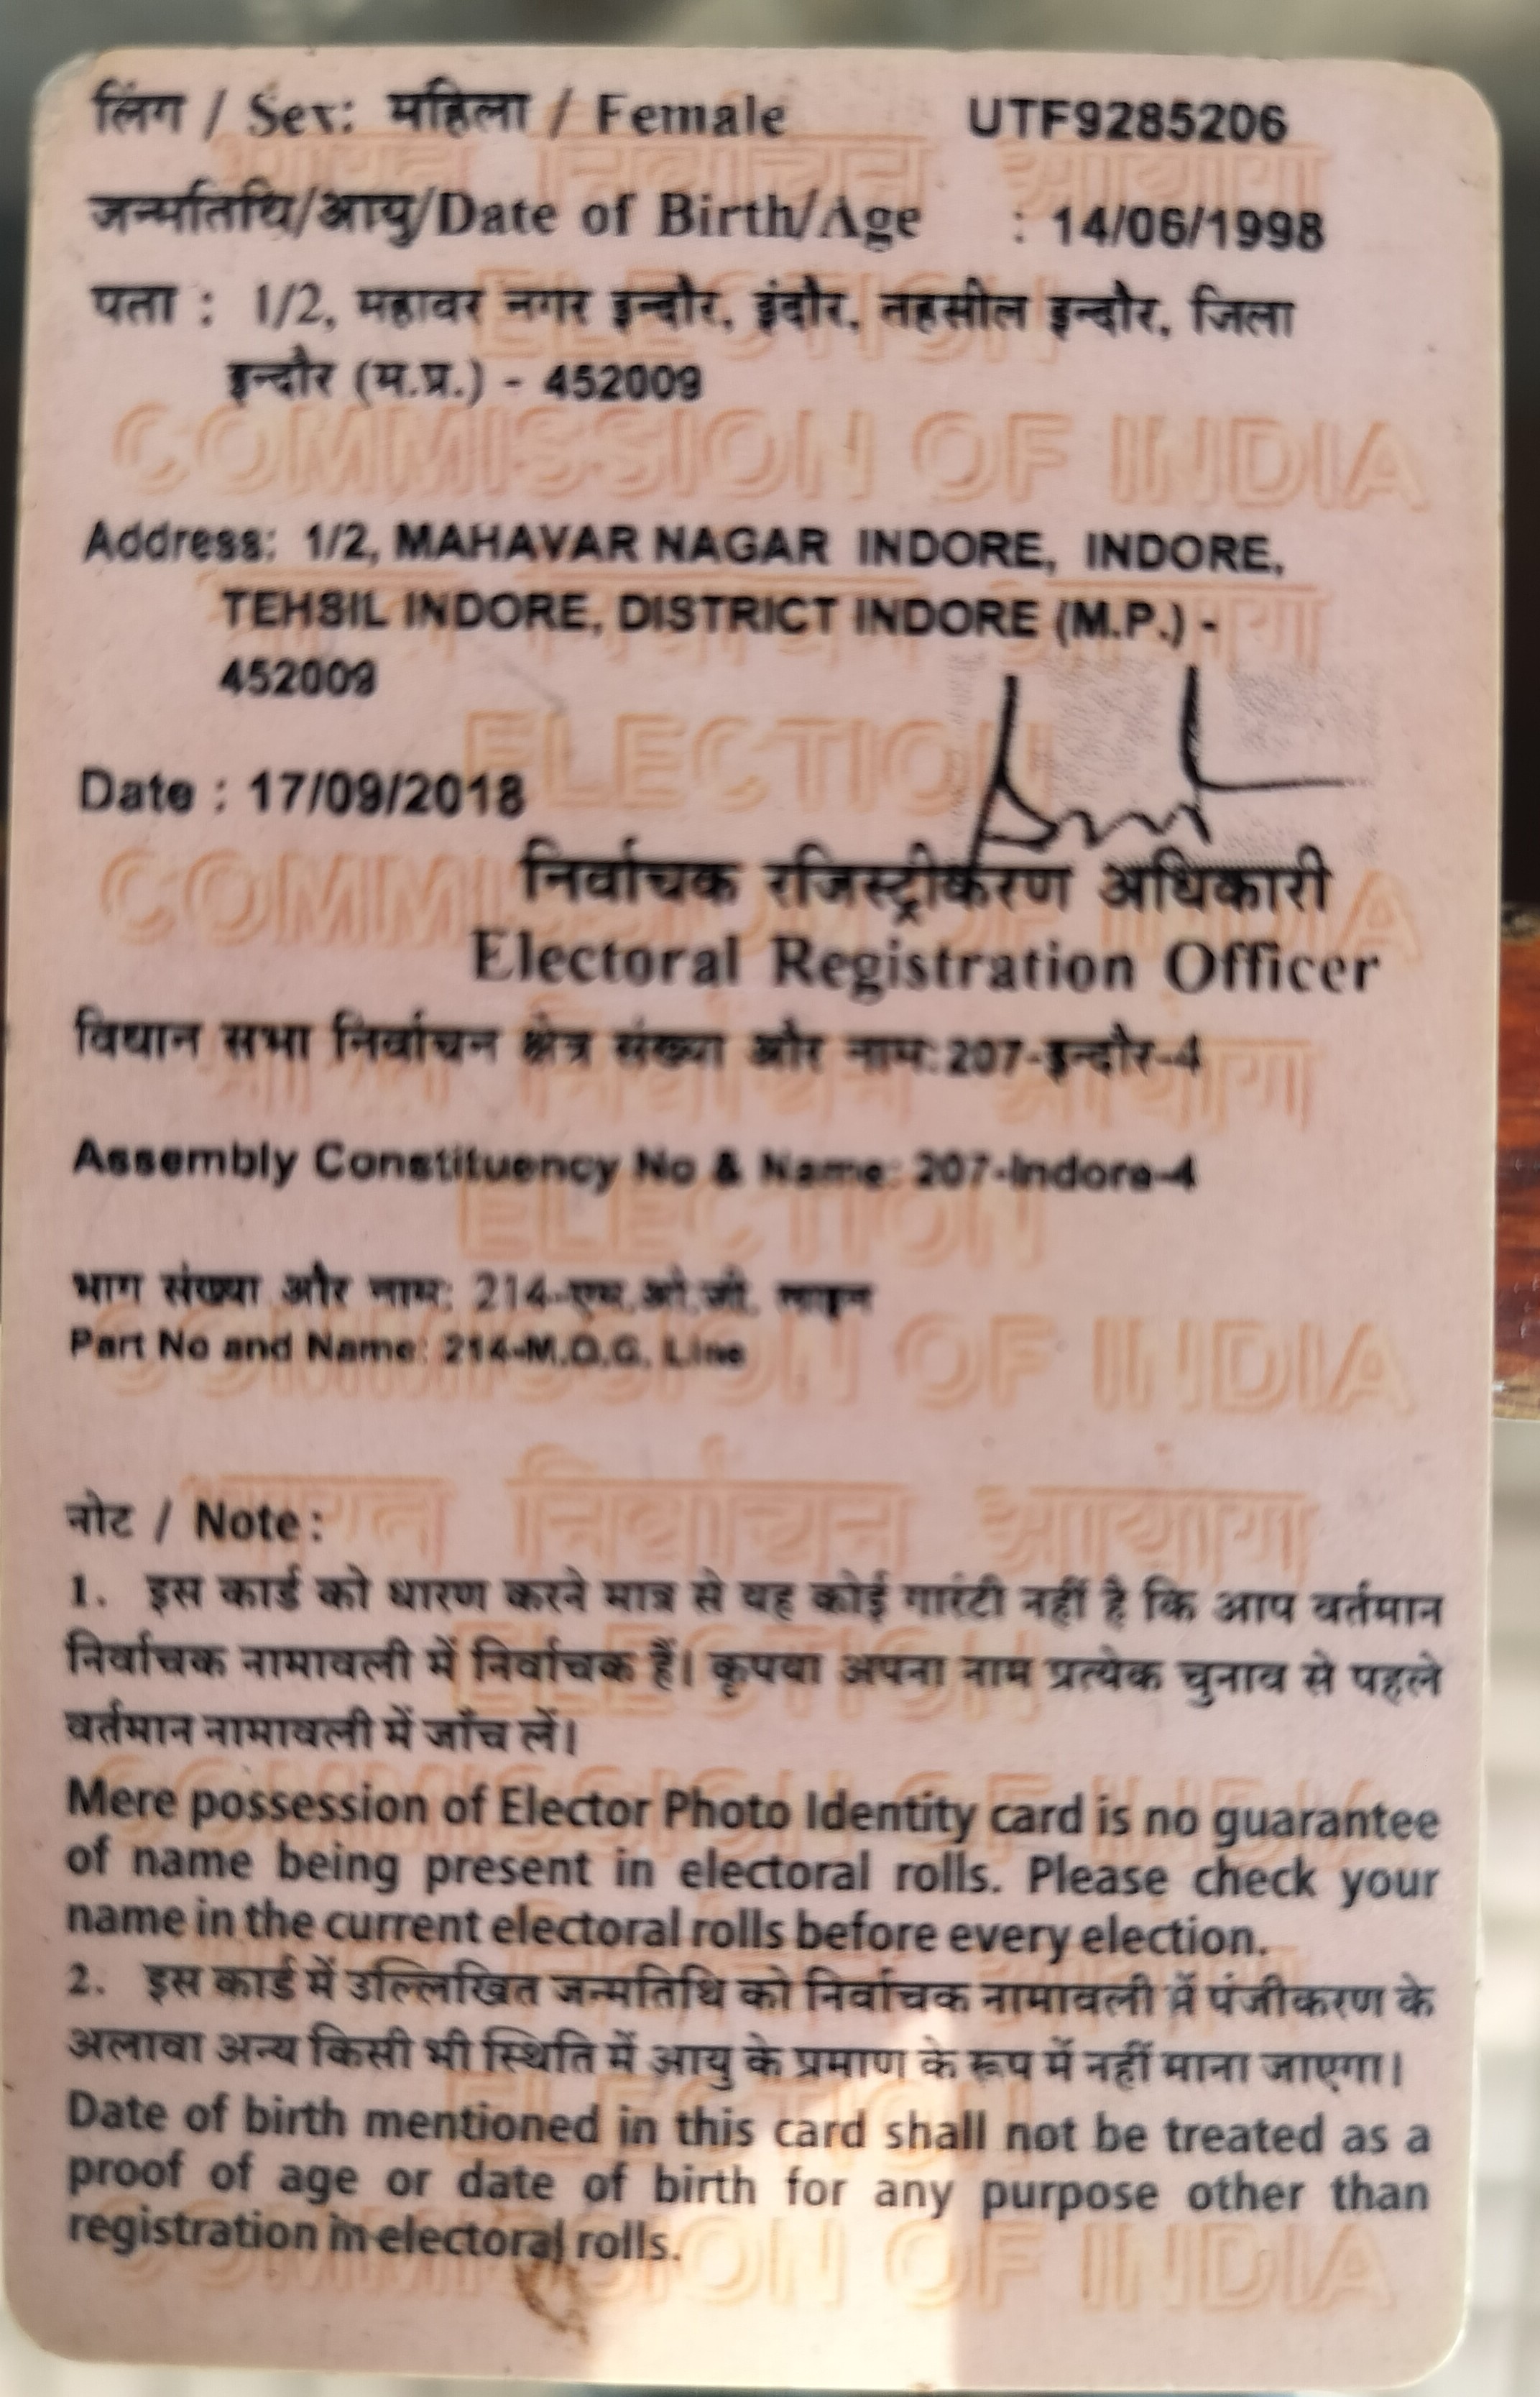 लिंग / Sex: महिला / Female UTF9285206
जन्मतिथि/आयु/Date of Birth/Age : 14/06/1998
पता : 1/2, महावर नगर इन्दौर, इंदौर, तहसील इन्दौर, जिला
इन्दौर (म.प्र.) - 452009
Address: 1/2, MAHAVAR NAGAR INDORE, INDORE,
TEHSIL INDORE, DISTRICT INDORE (M.P.) -
452009
Date : 17/09/2018
निर्वाचक रजिस्ट्रीकरण अधिकारी
Electoral Registration Officer
विधान सभा निर्वाचन क्षेत्र संख्या और नाम: 207-इन्दौर-4
Assembly Constituency No & Name: 207-Indore-4
भाग संख्या और नाम: 214-एम.ओ.जी. लाइन
Part No and Name: 214-M.O.G. Line
नोट / Note :
1. इस कार्ड को धारण करने मात्र से यह कोई गारंटी नहीं है कि आप वर्तमान
निर्वाचक नामावली में निर्वाचक हैं। कृपया अपना नाम प्रत्येक चुनाव से पहले
वर्तमान नामावली में जाँच लें।
Mere possession of Elector Photo Identity card is no guarantee
of name being present in electoral rolls. Please check your
name in the current electoral rolls before every election.
2. इस कार्ड में उल्लिखित जन्मतिथि को निर्वाचक नामावली में पंजीकरण के
अलावा अन्य किसी भी स्थिति में आयु के प्रमाण के रूप में नहीं माना जाएगा।
Date of birth mentioned in this card shall not be treated as a
proof of age or date of birth for any purpose other than
registration in electoral rolls.